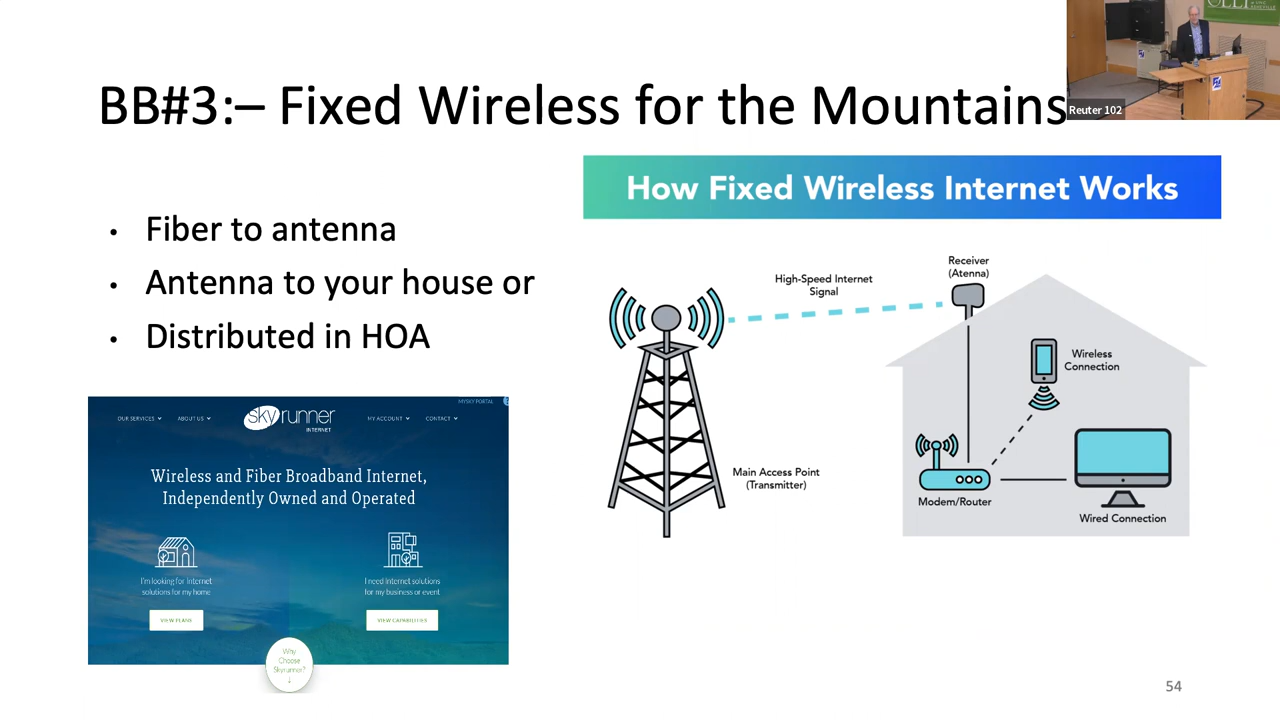 BB#3:– Fixed Wireless for the Mountains
Reuter 102
OLLI
How Fixed Wireless Internet Works
• Fiber to antenna
• Antenna to your house or
• Distributed in HOA
High-Speed Internet
Signal
Receiver
(Atenna)
Wireless
Connection
Main Access Point
(Transmitter)
Modem/Router
Wired Connection
MYSKY PORTAL
OUR SERVICES
ABOUT US
skyrunner
INTERNET
MY ACCOUNT
CONTACT
Wireless and Fiber Broadband Internet,
Independently Owned and Operated
I'm looking for Internet
solutions for my home
I need Internet solutions
for my business or event
VIEW PLANS
VIEW CAPABILITIES
Why
Choose
Skyrunner?
↓
54